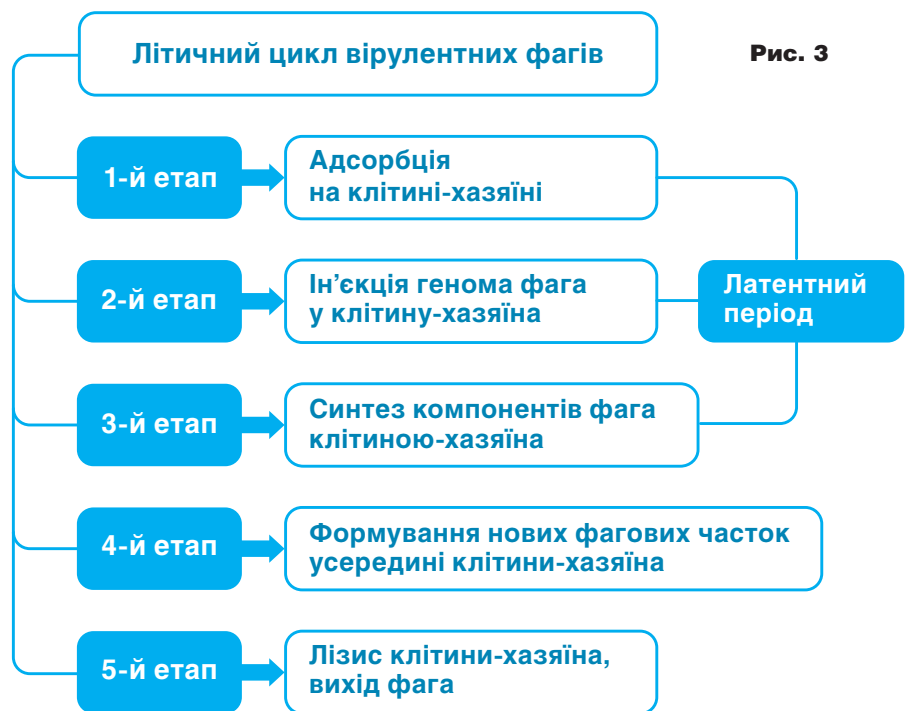 Літичний цикл вірулентних фагів
Рис. 3
1-й етап
Адсорбція
на клітині-хазяїні
2-й етап
Ін’єкція генома фага
у клітину-хазяїна
Латентний
період
3-й етап
Синтез компонентів фага
клітиною-хазяїна
4-й етап
Формування нових фагових часток
усередині клітини-хазяїна
5-й етап
Лізис клітини-хазяїна,
вихід фага